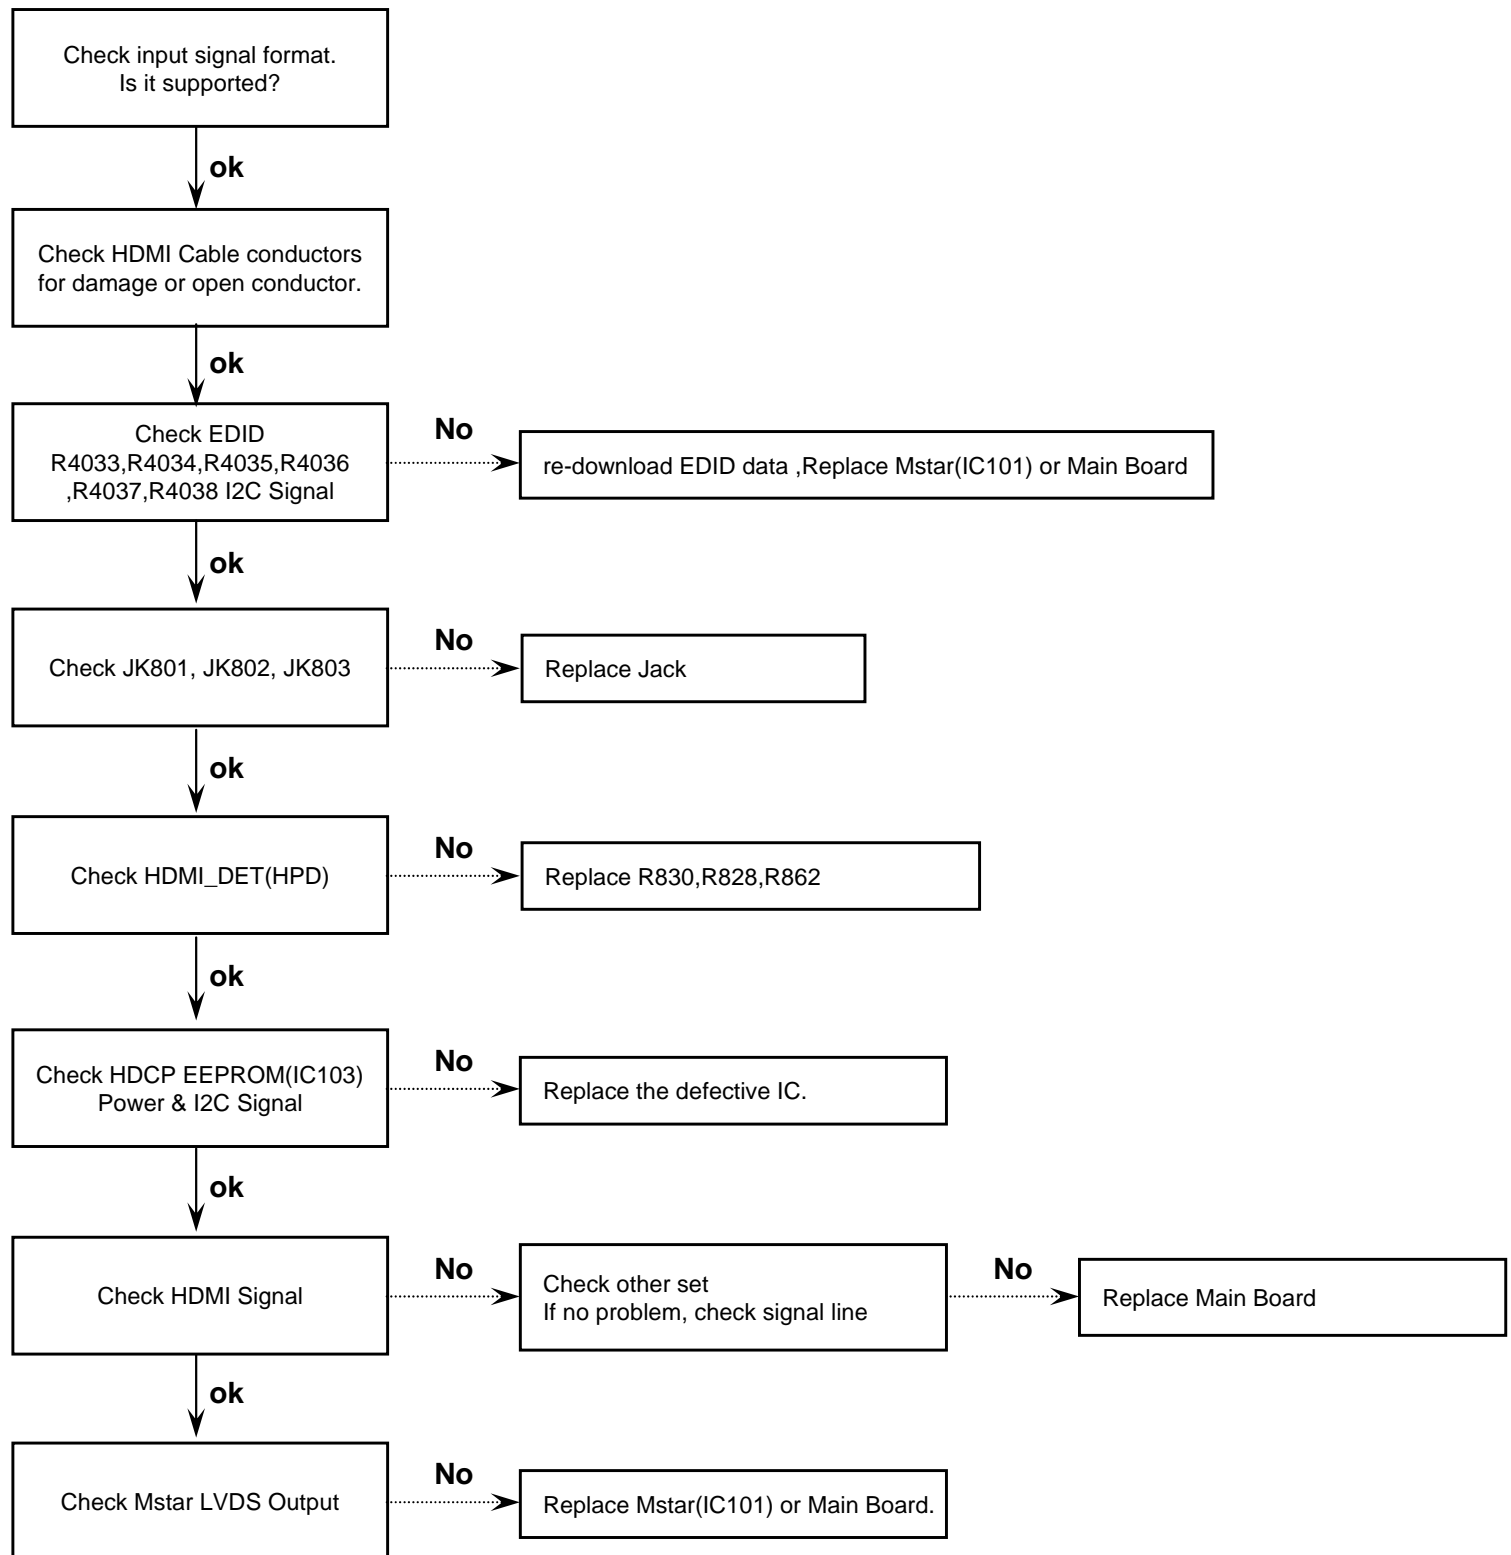 Check input signal format.
Is it supported?
ok
Check HDMI Cable conductors
for damage or open conductor.
ok
Check EDID
R4033,R4034,R4035,R4036
,R4037,R4038 I2C Signal
No
re-download EDID data ,Replace Mstar(IC101) or Main Board
ok
Check JK801, JK802, JK803
No
Replace Jack
ok
Check HDMI_DET(HPD)
No
Replace R830,R828,R862
ok
Check HDCP EEPROM(IC103)
Power & I2C Signal
No
Replace the defective IC.
ok
Check HDMI Signal
No
Check other set
If no problem, check signal line
No
Replace Main Board
ok
Check Mstar LVDS Output
No
Replace Mstar(IC101) or Main Board.